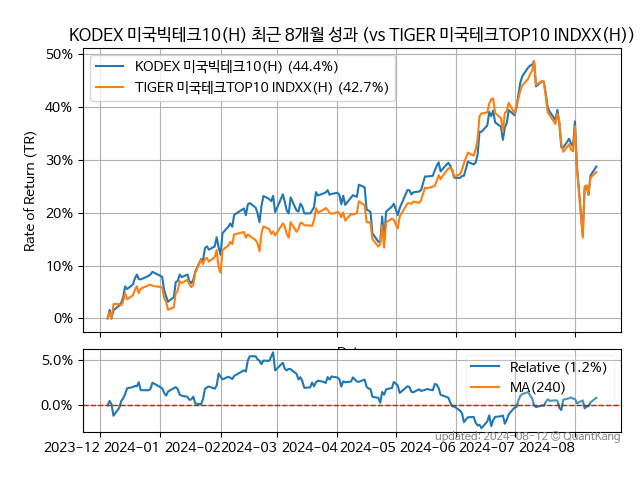 KODEX 미국빅테크10(H) 최근 8개월 성과 (vs TIGER 미국테크TOP10 INDXX(H))
KODEX 미국빅테크10(H) (44.4%)
TIGER 미국테크TOP10 INDXX(H) (42.7%)
Rate of Return (TR)
50%
40%
30%
20%
10%
0%
Relative (1.2%)
MA(240)
5.0%
0.0%
updated: 2024-08-12 © QuantKang
2023-12 2024-01 2024-02 2024-03 2024-04 2024-05 2024-06 2024-07 2024-08